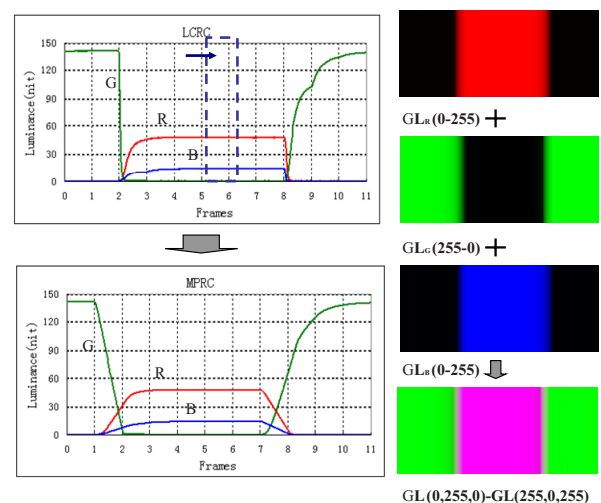 LCRC
Luminance(nit)
150
120
90
60
30
0
G
R
B
0 1 2 3 4 5 6 7 8 9 10 11
Frames
MPRC
Luminance(nit)
150
120
90
60
30
0
G
R
B
0 1 2 3 4 5 6 7 8 9 10 11
Frames
GLR(0-255) +
GLG(255-0) +
GLB(0-255)
GL(0,255,0)-GL(255,0,255)